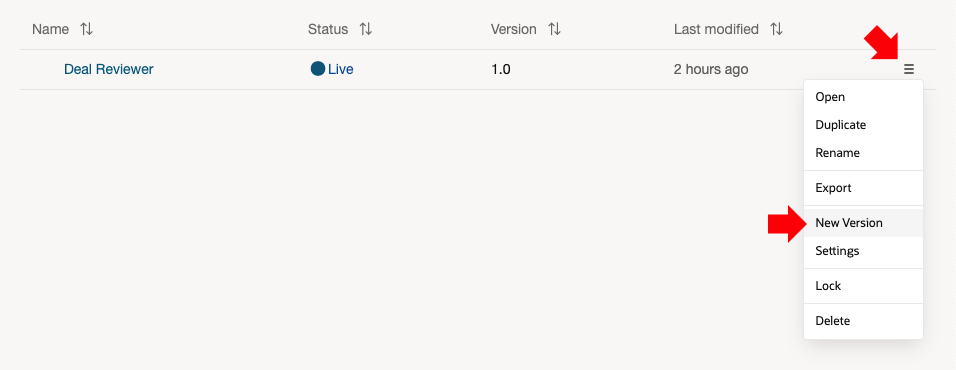 Name Status Version Last modified
Deal Reviewer Live 1.0 2 hours ago
Open
Duplicate
Rename
Export
New Version
Settings
Lock
Delete